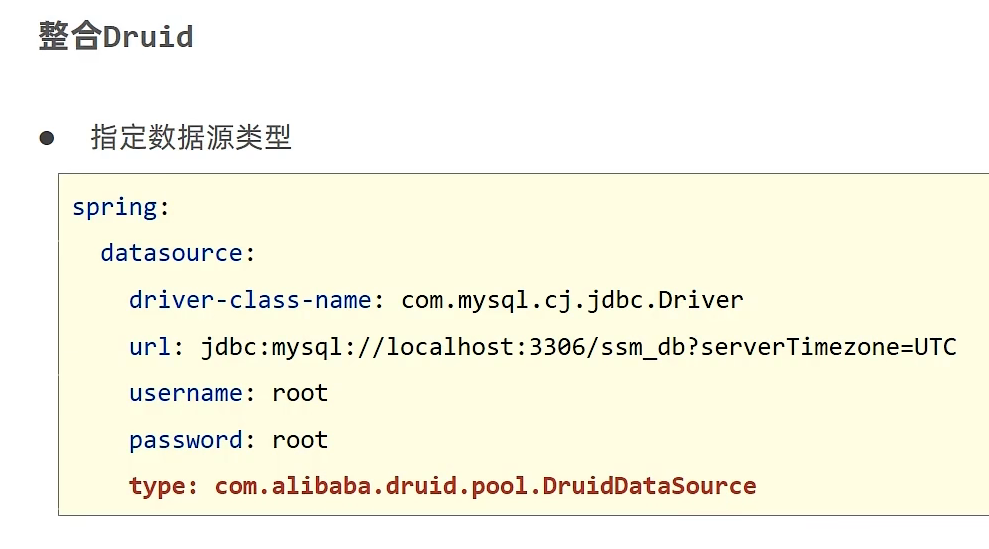 整合Druid
● 指定数据源类型
spring:
  datasource:
    driver-class-name: com.mysql.cj.jdbc.Driver
    url: jdbc:mysql://localhost:3306/ssm_db?serverTimezone=UTC
    username: root
    password: root
    type: com.alibaba.druid.pool.DruidDataSource